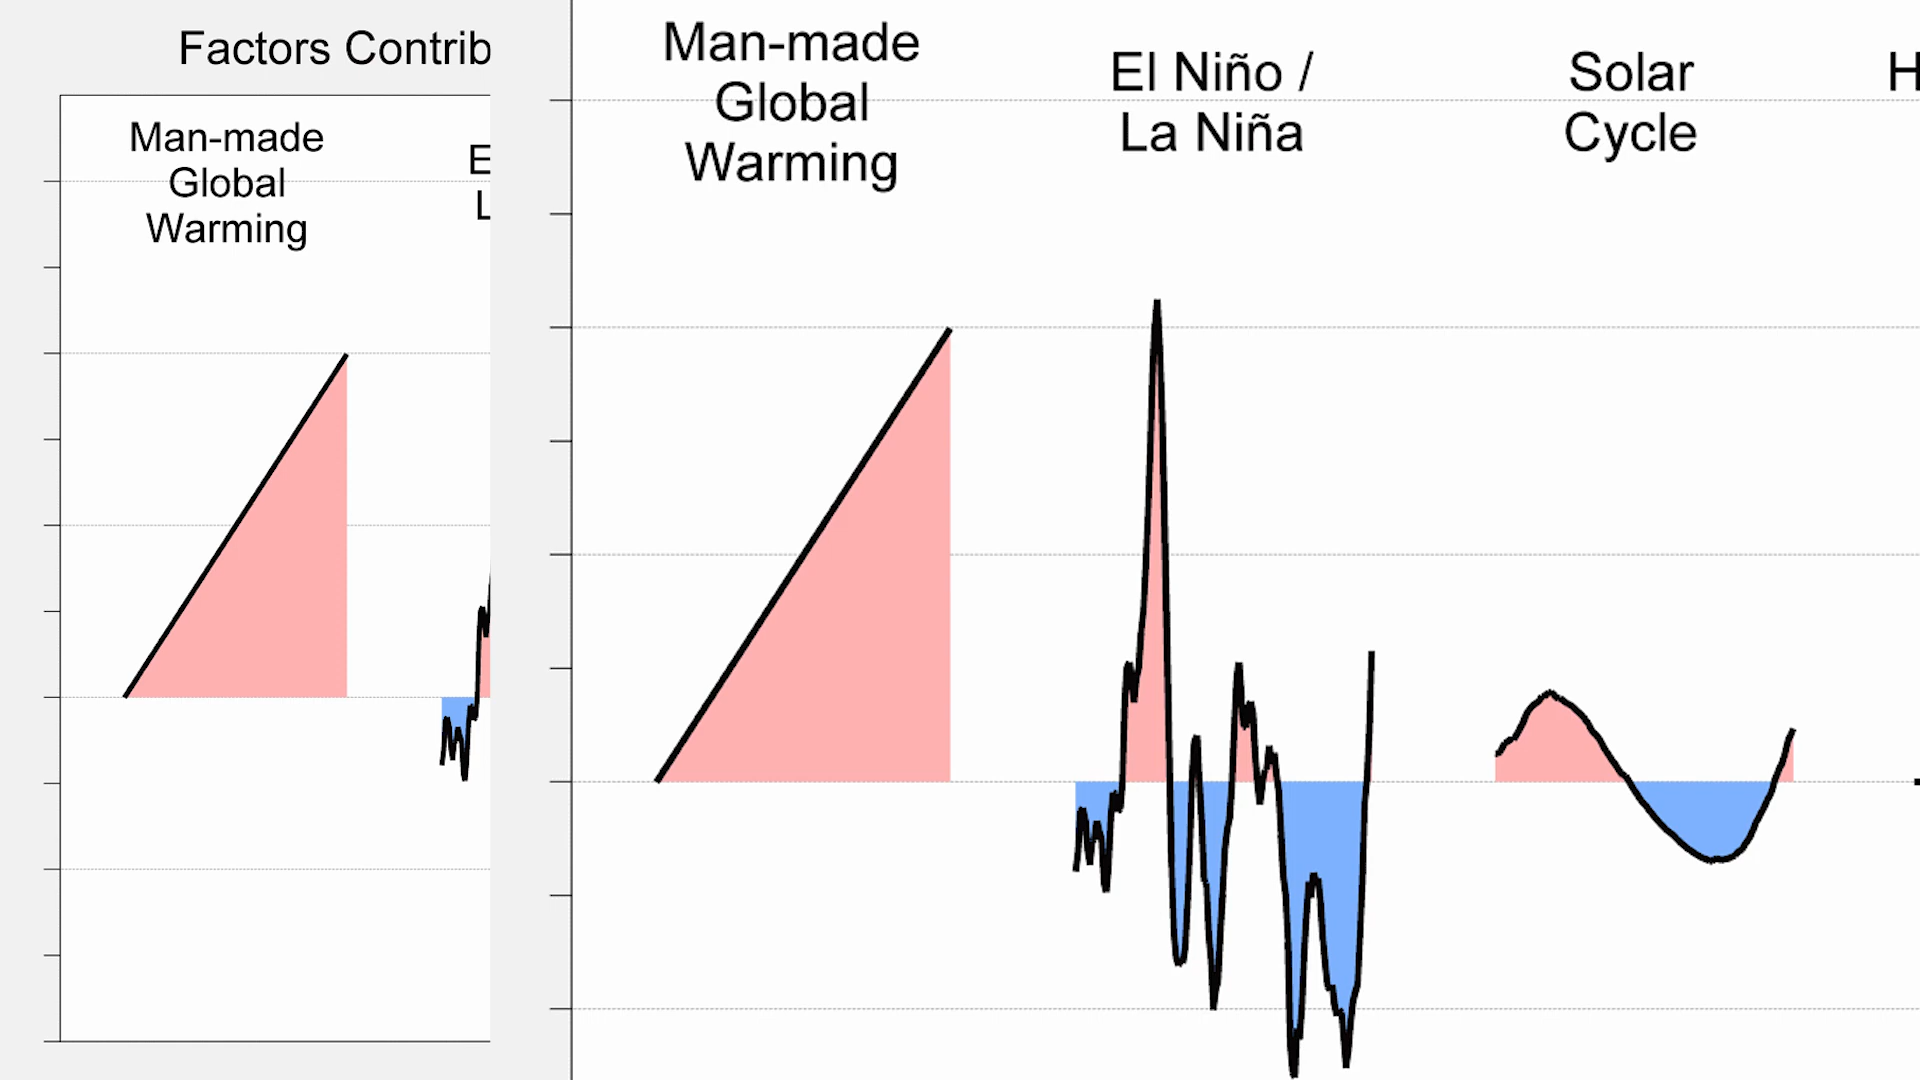 Factors Contrib
Man-made
Global
Warming
E
L
Man-made
Global
Warming
El Niño /
La Niña
Solar
Cycle
H